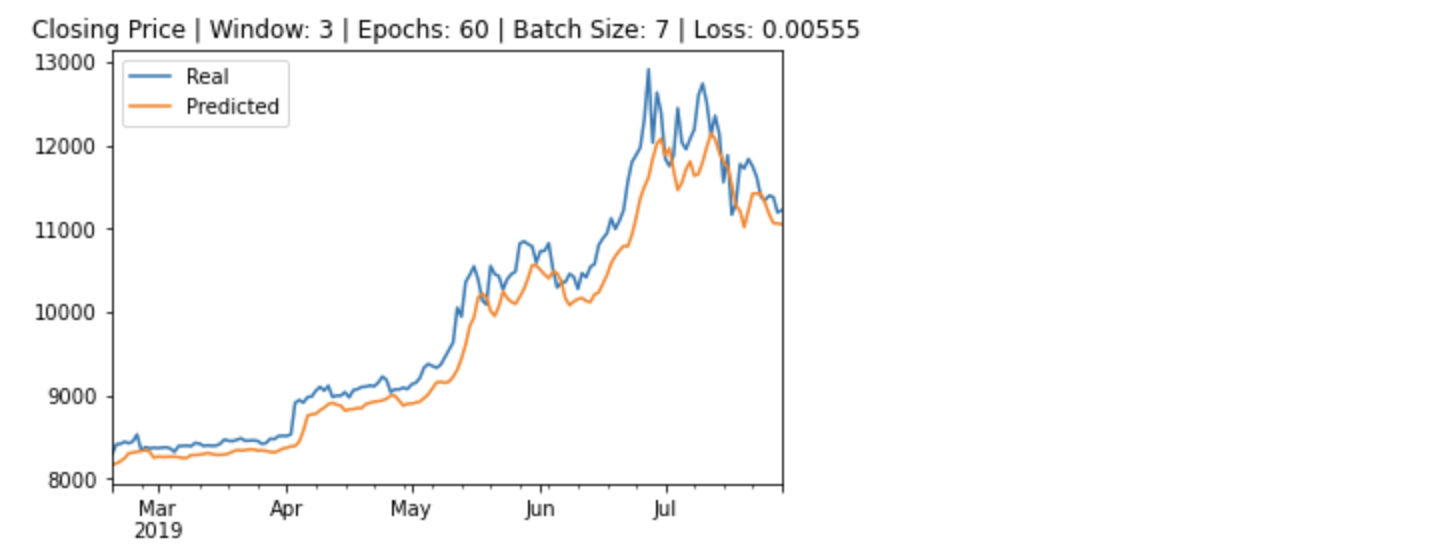 Closing Price | Window: 3 | Epochs: 60 | Batch Size: 7 | Loss: 0.00555
13000
Real
Predicted
12000
11000
10000
9000
8000
Mar Apr May Jun Jul
2019